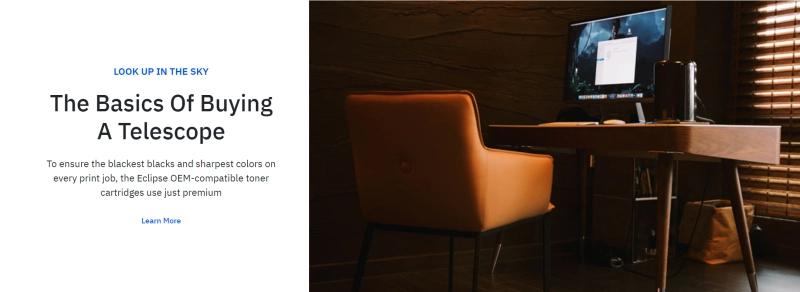 LOOK UP IN THE SKY
The Basics Of Buying
A Telescope
To ensure the blackest blacks and sharpest colors on
every print job, the Eclipse OEM-compatible toner
cartridges use just premium
Learn More